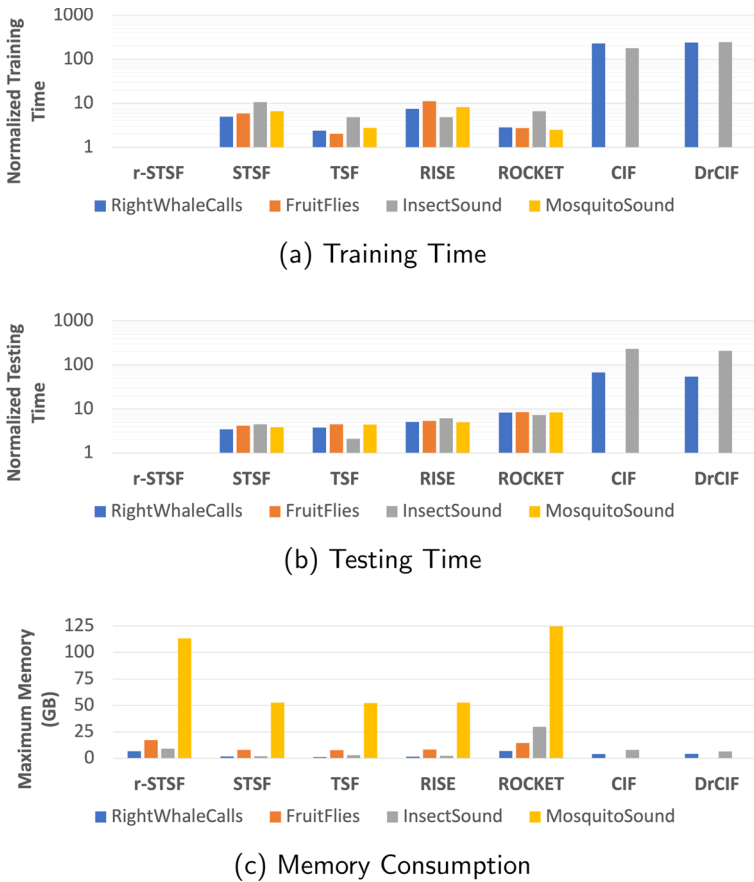 Normalized Training
Time
1000
100
10
1
r-STSF STSF TSF RISE ROCKET CIF DrCIF
RightWhaleCalls FruitFlies InsectSound MosquitoSound
(a) Training Time
Normalized Testing
Time
1000
100
10
1
r-STSF STSF TSF RISE ROCKET CIF DrCIF
RightWhaleCalls FruitFlies InsectSound MosquitoSound
(b) Testing Time
Maximum Memory
(GB)
125
100
75
50
25
0
r-STSF STSF TSF RISE ROCKET CIF DrCIF
RightWhaleCalls FruitFlies InsectSound MosquitoSound
(c) Memory Consumption